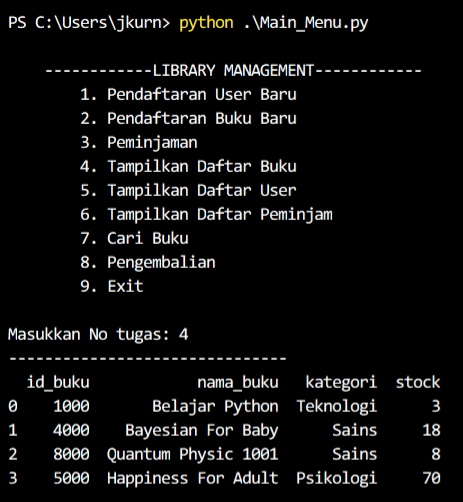 PS C:\Users\jkurn> python .\Main_Menu.py
------------LIBRARY MANAGEMENT------------
1. Pendaftaran User Baru
2. Pendaftaran Buku Baru
3. Peminjaman
4. Tampilkan Daftar Buku
5. Tampilkan Daftar User
6. Tampilkan Daftar Peminjam
7. Cari Buku
8. Pengembalian
9. Exit
Masukkan No tugas: 4
-------------------------------
id_buku nama_buku kategori stock
0 1000 Belajar Python Teknologi 3
1 4000 Bayesian For Baby Sains 18
2 8000 Quantum Physic 1001 Sains 8
3 5000 Happiness For Adult Psikologi 70